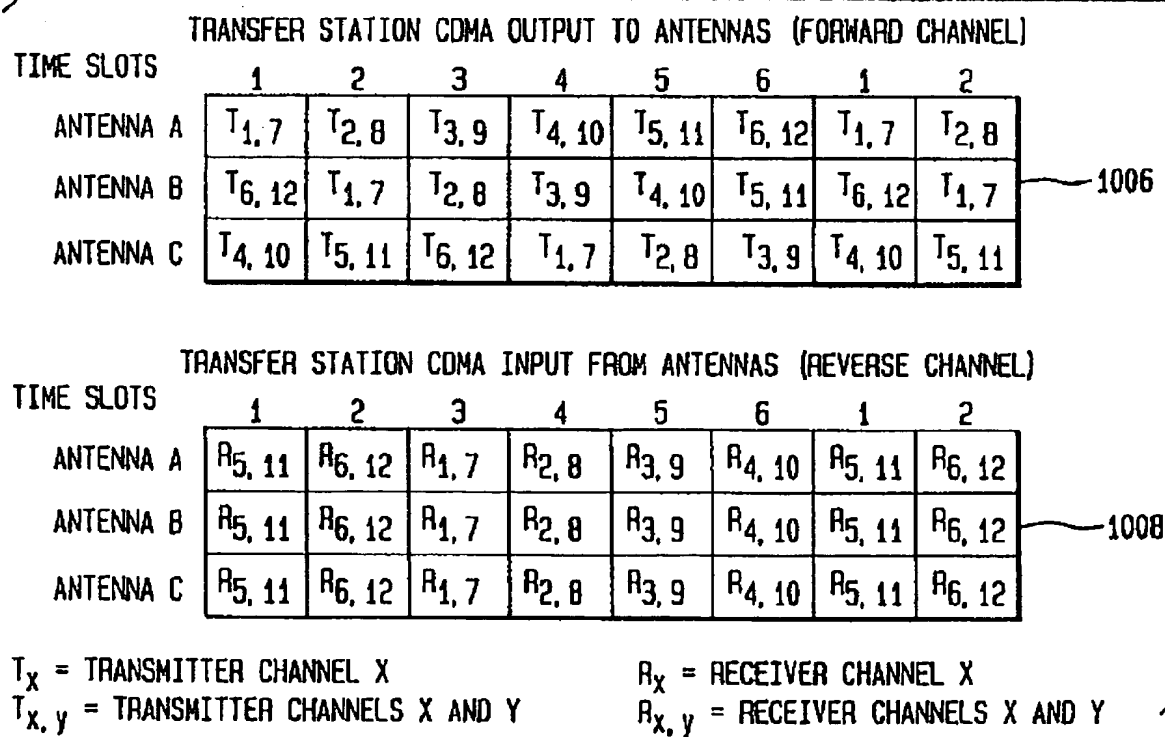 TRANSFER STATION CDMA OUTPUT TO ANTENNAS (FORWARD CHANNEL)
TIME SLOTS 1 2 3 4 5 6 1 2
ANTENNA A T1, 7 T2, 8 T3, 9 T4, 10 T5, 11 T6, 12 T1, 7 T2, 8
ANTENNA B T6, 12 T1, 7 T2, 8 T3, 9 T4, 10 T5, 11 T6, 12 T1, 7 1006
ANTENNA C T4, 10 T5, 11 T6, 12 T1, 7 T2, 8 T3, 9 T4, 10 T5, 11
TRANSFER STATION CDMA INPUT FROM ANTENNAS (REVERSE CHANNEL)
TIME SLOTS 1 2 3 4 5 6 1 2
ANTENNA A R5, 11 R6, 12 R1, 7 R2, 8 R3, 9 R4, 10 R5, 11 R6, 12
ANTENNA B R5, 11 R6, 12 R1, 7 R2, 8 R3, 9 R4, 10 R5, 11 R6, 12 1008
ANTENNA C R5, 11 R6, 12 R1, 7 R2, 8 R3, 9 R4, 10 R5, 11 R6, 12
TX = TRANSMITTER CHANNEL X RX = RECEIVER CHANNEL X
TX, y = TRANSMITTER CHANNELS X AND Y RX, y = RECEIVER CHANNELS X AND Y